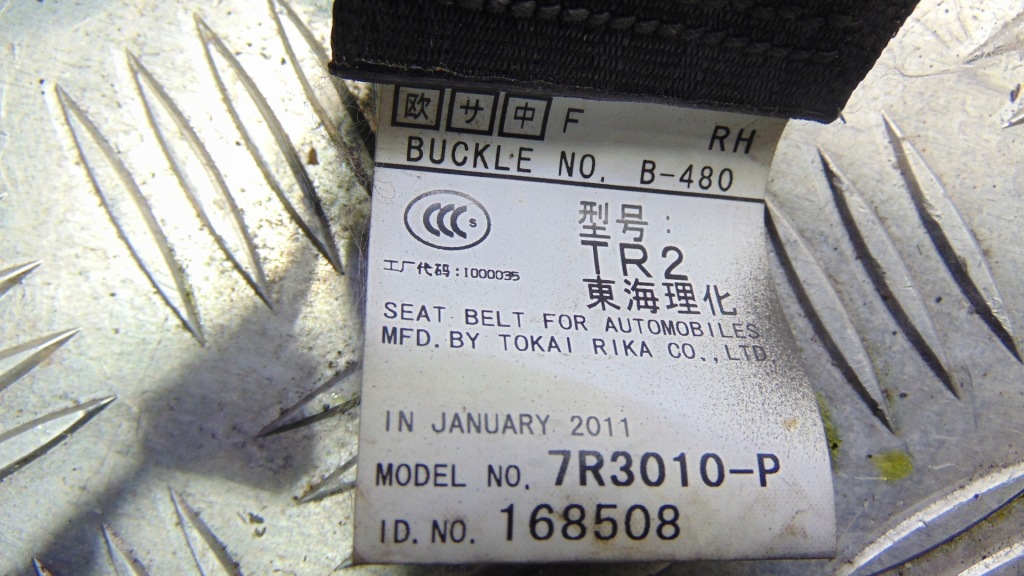 欧 サ 中 F RH
BUCKLE NO. B-480
CCC S
型号:
TR2
工厂代码:I000035
東海理化
SEAT BELT FOR AUTOMOBILES
MFD. BY TOKAI RIKA CO.,LTD
IN JANUARY 2011
MODEL NO. 7R3010-P
ID.NO. 168508